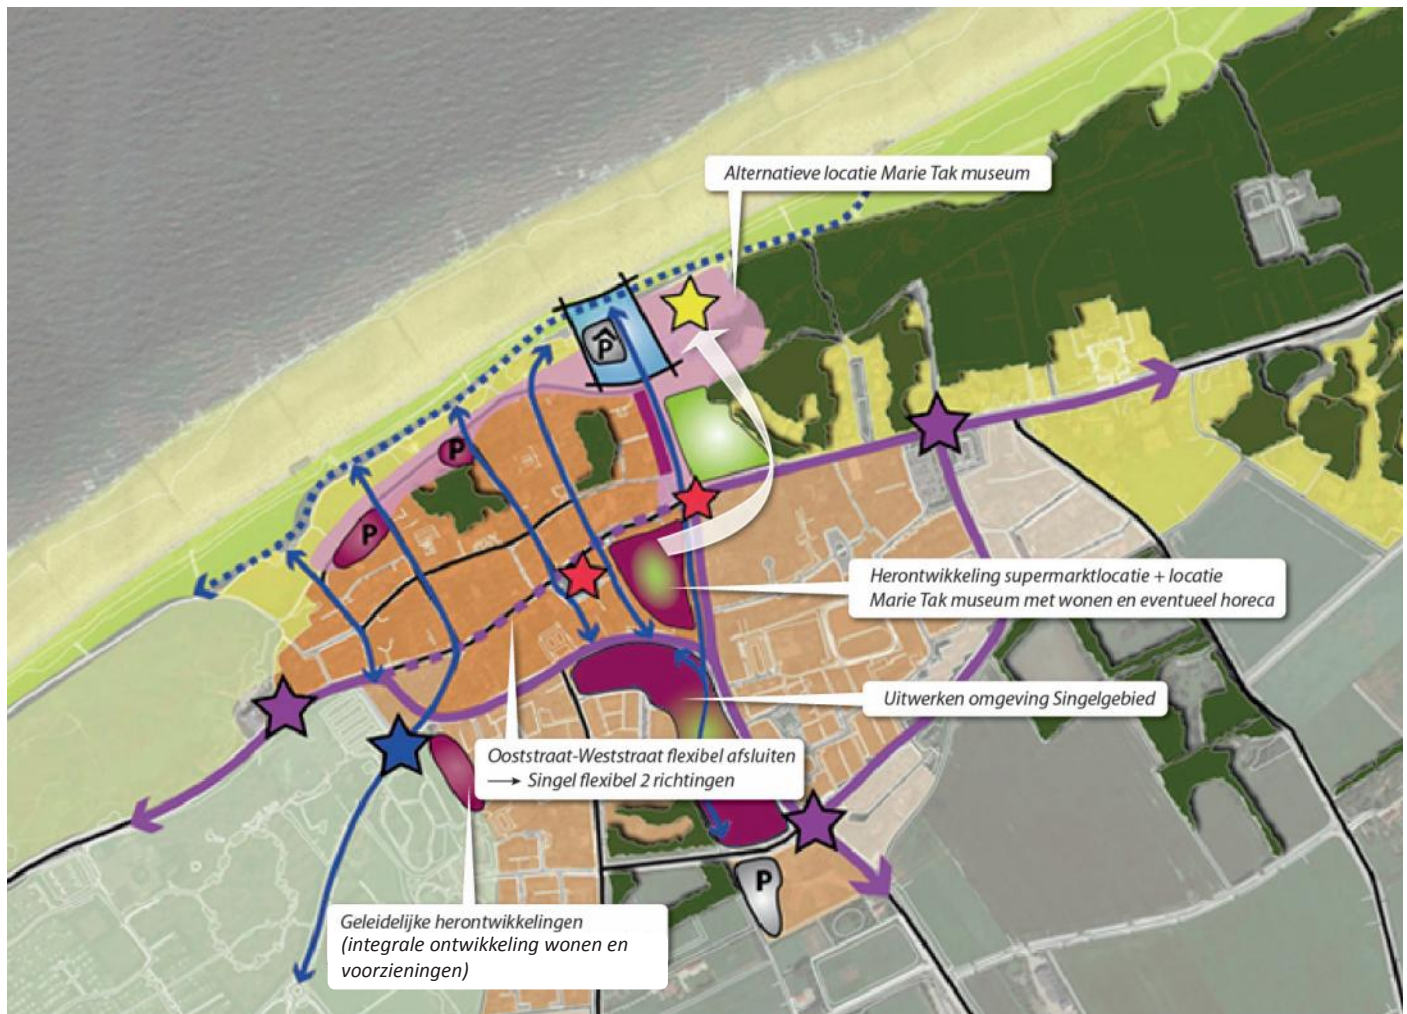 Alternatieve locatie Marie Tak museum
P
P
P
Herontwikkeling supermarktlocatie + locatie
Marie Tak museum met wonen en eventueel horeca
Uitwerken omgeving Singelgebied
Ooststraat-Weststraat flexibel afsluiten
→ Singel flexibel 2 richtingen
P
Geleidelijke herontwikkelingen
(integrale ontwikkeling wonen en
voorzieningen)